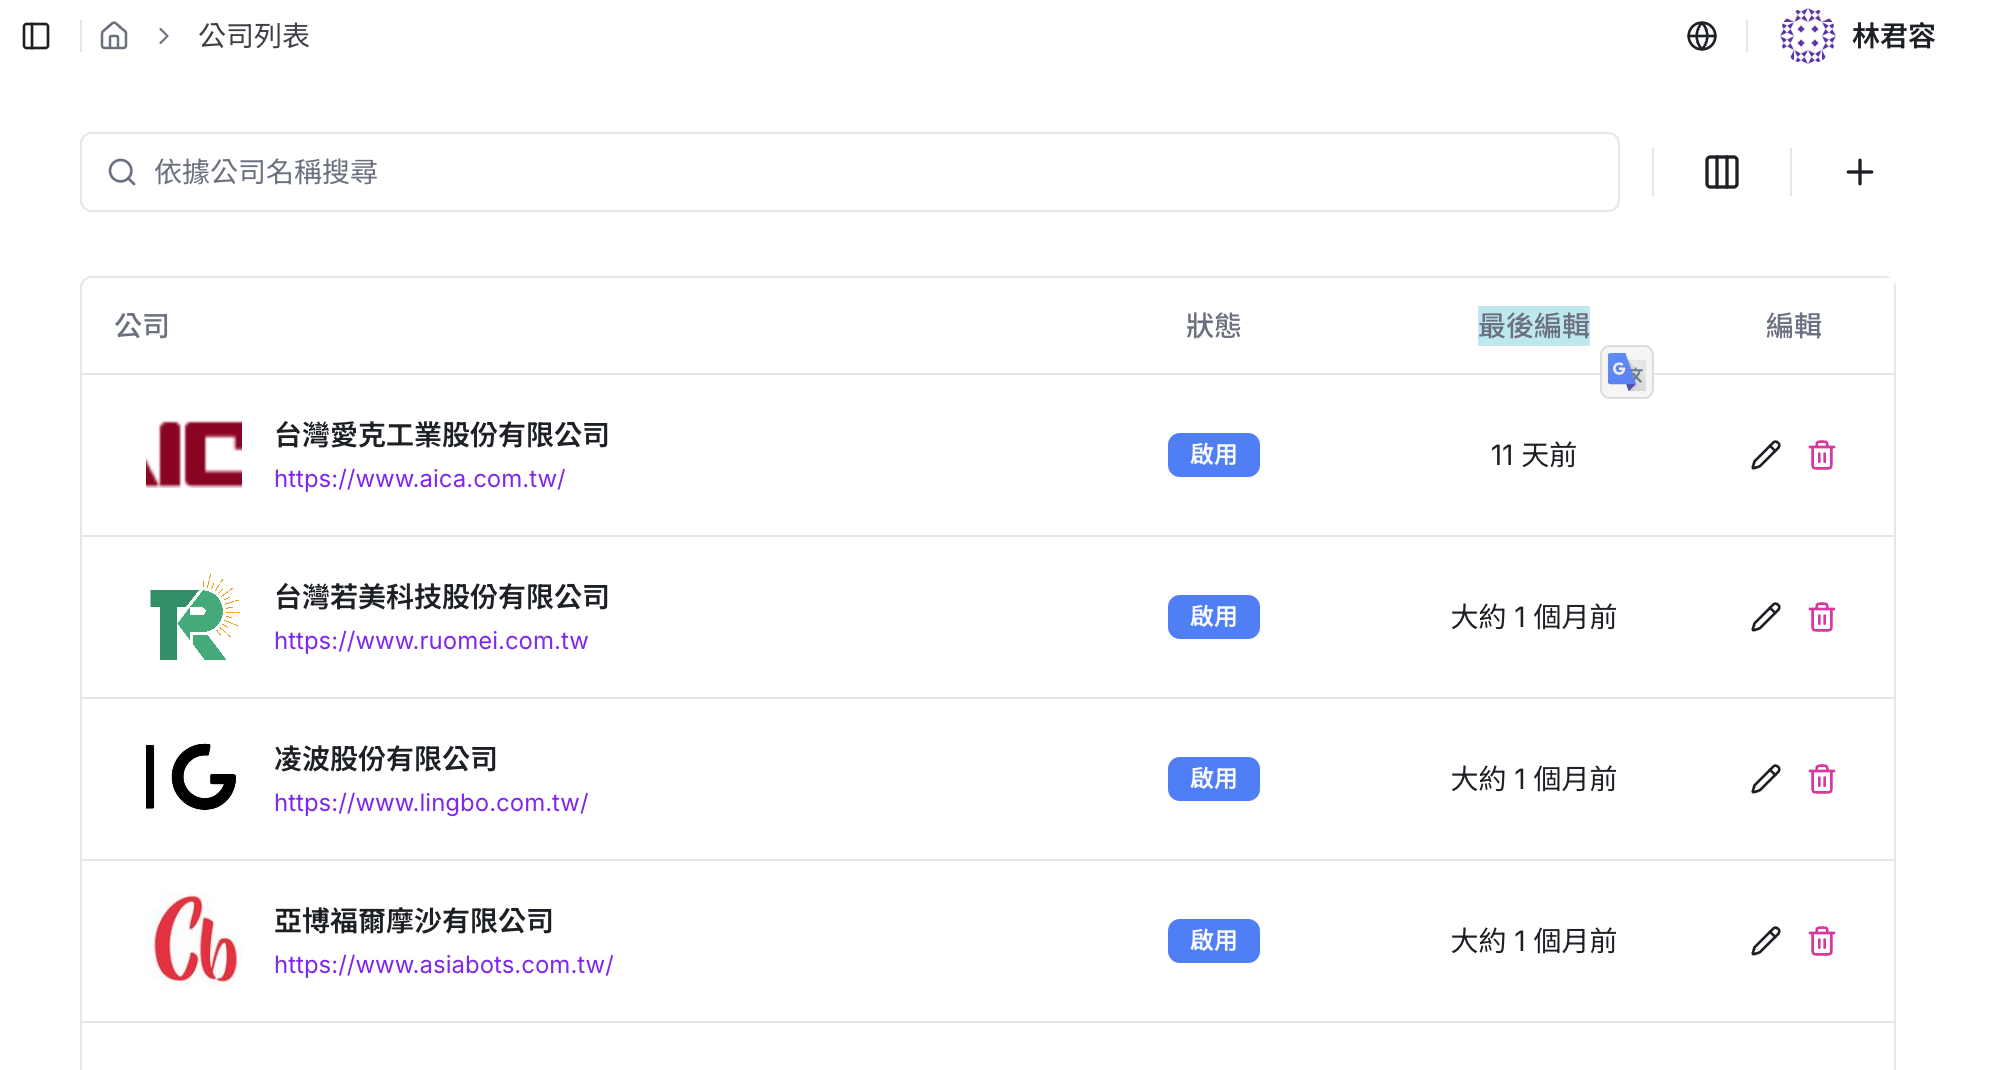 公司列表
林君容
依據公司名稱搜尋
公司 狀態 最後編輯 編輯
台灣愛克工業股份有限公司
https://www.aica.com.tw/
啟用
11 天前
台灣若美科技股份有限公司
https://www.ruomei.com.tw
啟用
大約 1 個月前
凌波股份有限公司
https://www.lingbo.com.tw/
啟用
大約 1 個月前
亞博福爾摩沙有限公司
https://www.asiabots.com.tw/
啟用
大約 1 個月前
IC
TR
IG
Cb
G文